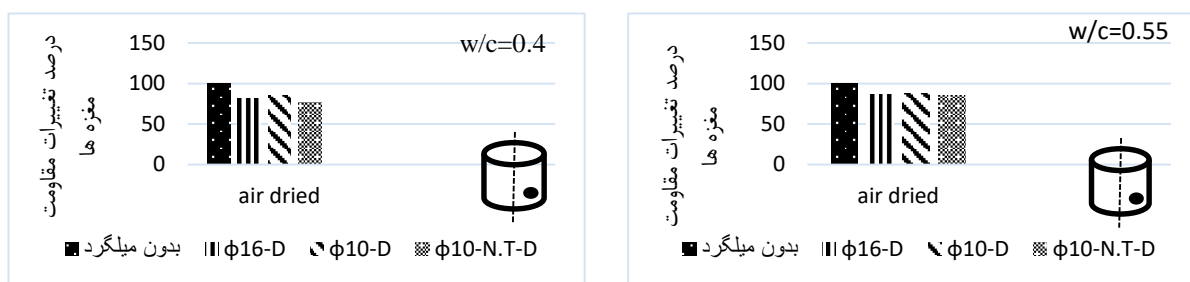 w/c=0.4
150
100
50
0
درصد تغییرات مقاومت
مغزه ها
air dried
بدون میلگرد ϕ16-D ϕ10-D ϕ10-N.T-D
w/c=0.55
150
100
50
0
درصد تغییرات مقاومت
مغزه ها
air dried
بدون میلگرد ϕ16-D ϕ10-D ϕ10-N.T-D